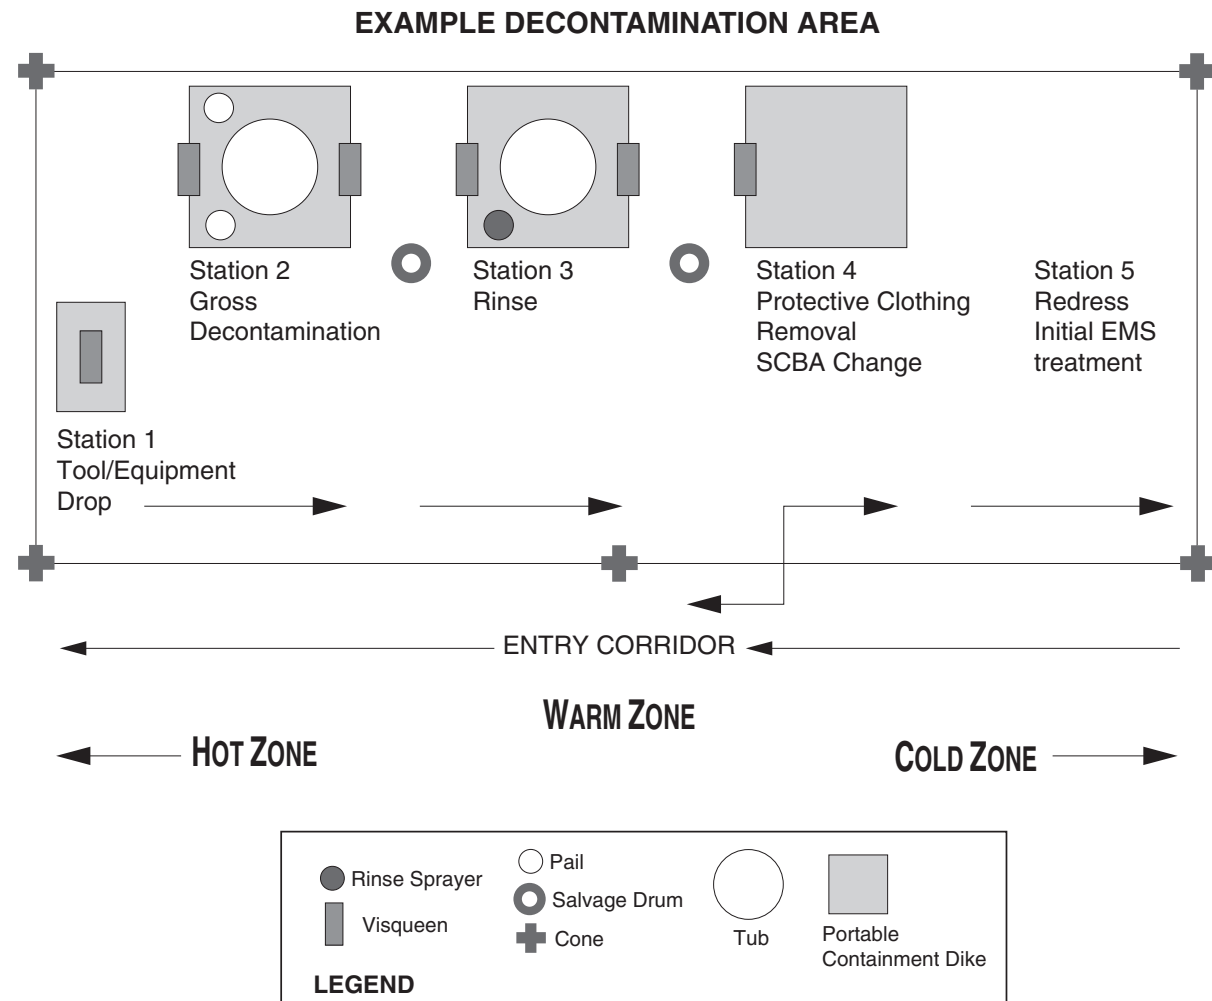 EXAMPLE DECONTAMINATION AREA
Station 2
Gross
Decontamination
Station 3
Rinse
Station 4
Protective Clothing
Removal
SCBA Change
Station 5
Redress
Initial EMS
treatment
Station 1
Tool/Equipment
Drop
ENTRY CORRIDOR
WARM ZONE
HOT ZONE
COLD ZONE
Rinse Sprayer
Visqueen
Pail
Salvage Drum
Cone
Tub
Portable
Containment Dike
LEGEND